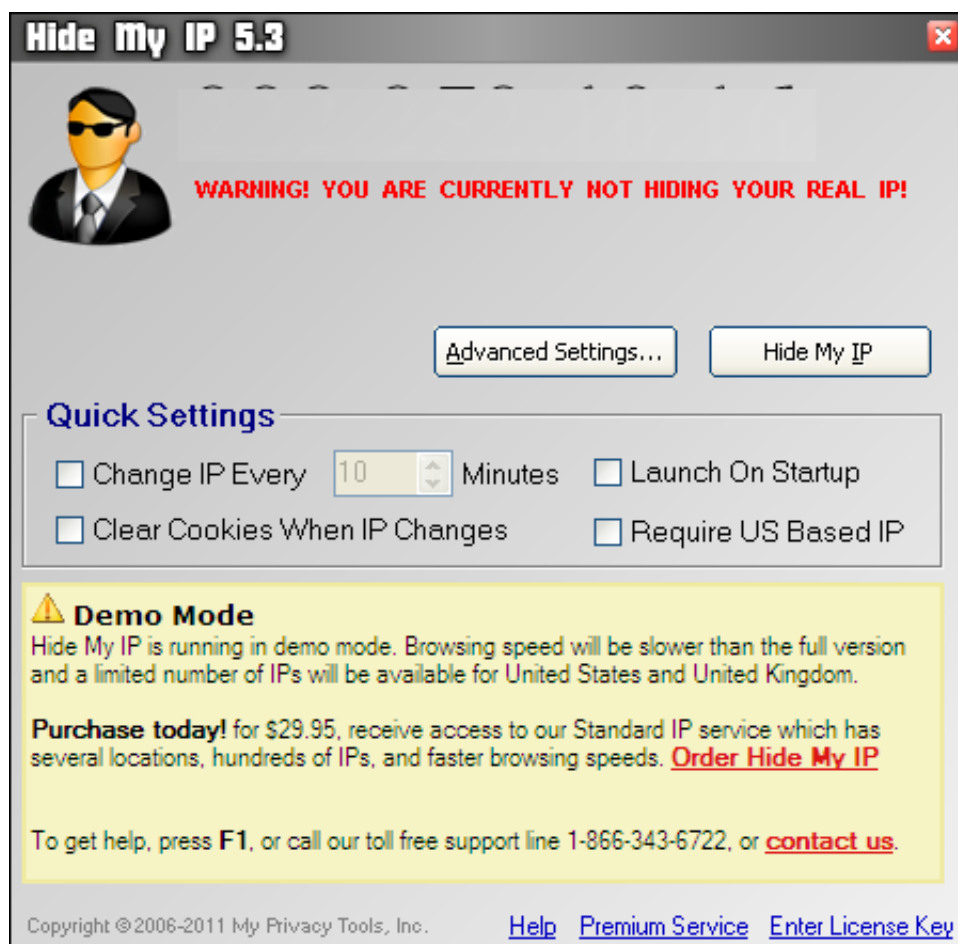 Hide My IP 5.3
WARNING! YOU ARE CURRENTLY NOT HIDING YOUR REAL IP!
Advanced Settings... Hide My IP
Quick Settings
Change IP Every 10 Minutes Launch On Startup
Clear Cookies When IP Changes Require US Based IP
Demo Mode
Hide My IP is running in demo mode. Browsing speed will be slower than the full version
and a limited number of IPs will be available for United States and United Kingdom.
Purchase today! for $29.95, receive access to our Standard IP service which has
several locations, hundreds of IPs, and faster browsing speeds. Order Hide My IP
To get help, press F1, or call our toll free support line 1-866-343-6722, or contact us.
Copyright © 2006-2011 My Privacy Tools, Inc. Help Premium Service Enter License Key